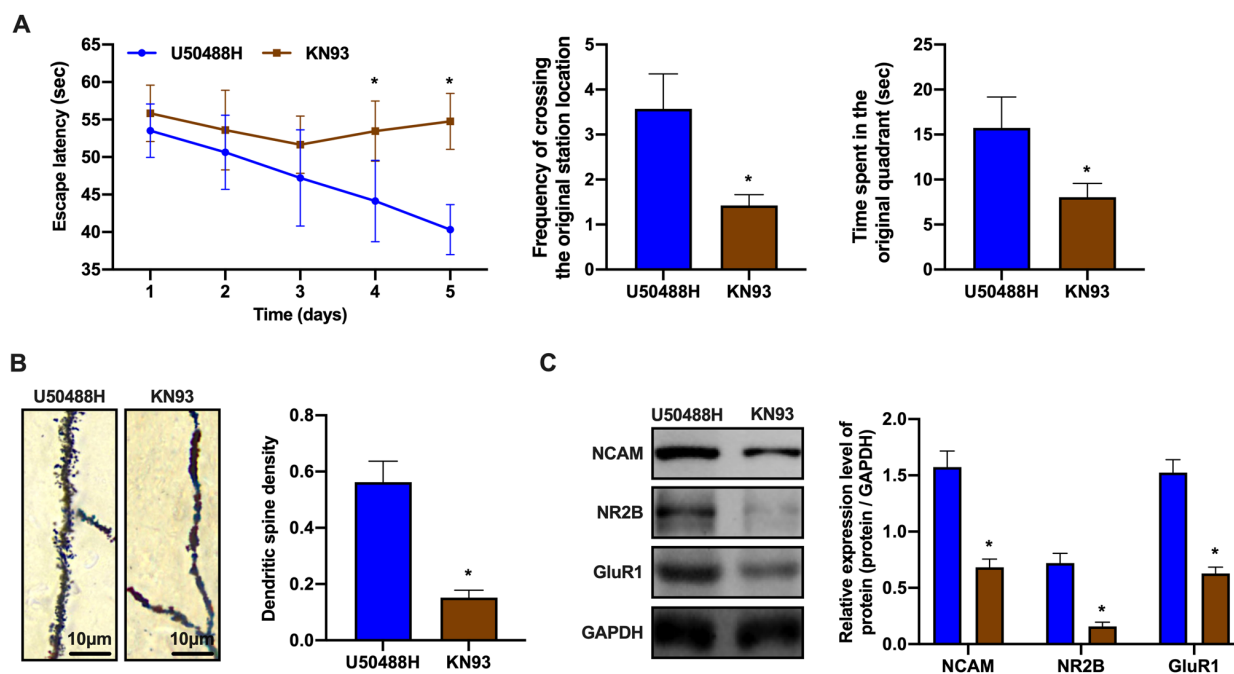 A
U50488H
KN93
Escape latency (sec)
65
60
55
50
45
40
35
*
*
1 2 3 4 5
Time (days)
Frequency of crossing
the original station location
5
4
3
2
1
0
*
U50488H KN93
Time spent in the
original quadrant (sec)
25
20
15
10
5
0
*
U50488H KN93
B
U50488H KN93
10μm 10μm
Dendritic spine density
0.8
0.6
0.4
0.2
0.0
*
U50488H KN93
C
U50488H KN93
NCAM
NR2B
GluR1
GAPDH
Relative expression level of
protein (protein / GAPDH)
2.0
1.5
1.0
0.5
0.0
*
*
*
NCAM NR2B GluR1